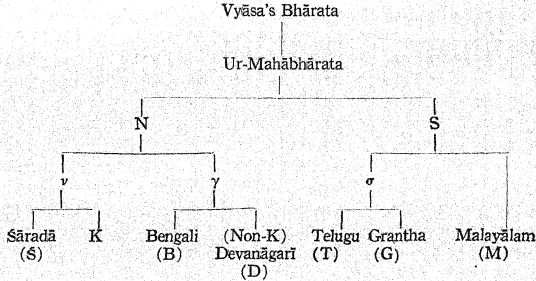 Vyāsa's Bhārata
Ur-Mahābhārata
N S
ν γ σ
Śāradā K Bengali (Non-K) Telugu Grantha Malayālam
(Ś) (B) Devanāgarī (T) (G) (M)
(D)